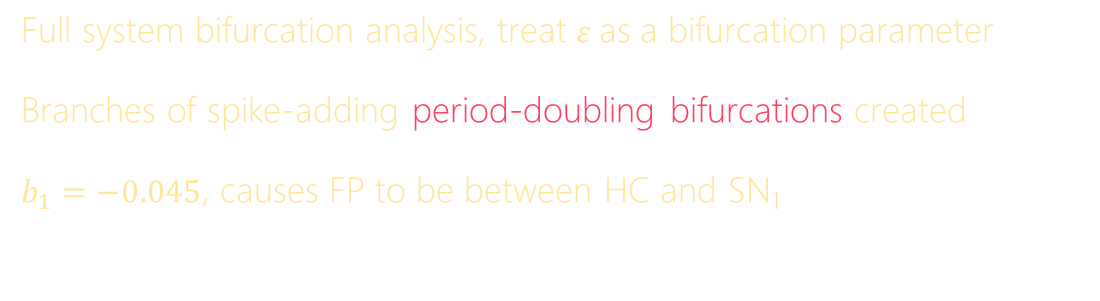 Full system bifurcation analysis, treat ε as a bifurcation parameter
Branches of spike-adding period-doubling bifurcations created
b₁ = −0.045, causes FP to be between HC and SN₁